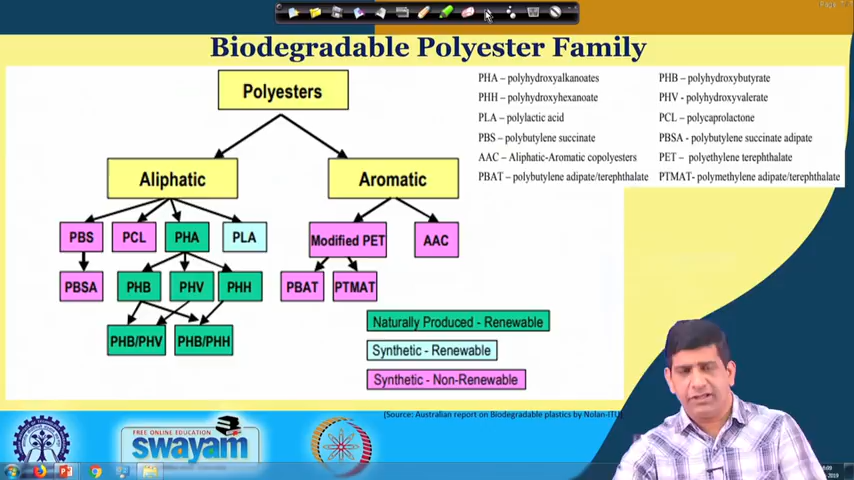 Biodegradable Polyester Family
Polyesters
Aliphatic
Aromatic
PBS
PCL
PHA
PLA
Modified PET
AAC
PBSA
PHB
PHV
PHH
PBAT
PTMAT
PHB/PHV
PHB/PHH
Naturally Produced - Renewable
Synthetic - Renewable
Synthetic - Non-Renewable
PHA – polyhydroxyalkanoates
PHB – polyhydroxybutyrate
PHH – polyhydroxyhexanoate
PHV - polyhydroxyvalerate
PLA – polylactic acid
PCL – polycaprolactone
PBS – polybutylene succinate
PBSA - polybutylene succinate adipate
AAC – Aliphatic-Aromatic copolyesters
PET – polyethylene terephthalate
PBAT – polybutylene adipate/terephthalate
PTMAT- polymethylene adipate/terephthalate
(Source: Australian report on Biodegradable plastics by Nolan-ITU)
FREE ONLINE EDUCATION
swayam